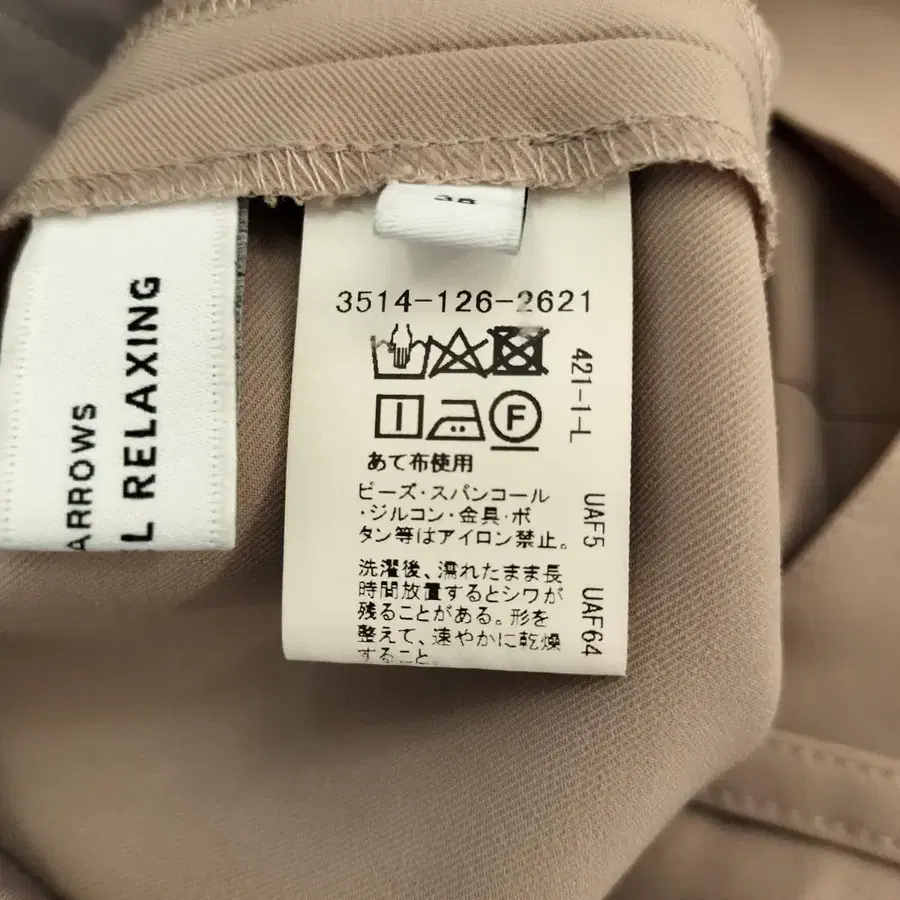 38
3514-126-2621
F
あて布使用
ビーズ・スパンコール
・ジルコン・金具・ボ
タン等はアイロン禁止。
洗濯後、濡れたまま長
時間放置するとシワが
残ることがある。形を
整えて、速やかに乾燥
すること。
421-1-L
UAF5
UAF64
ARROWS
L RELAXING